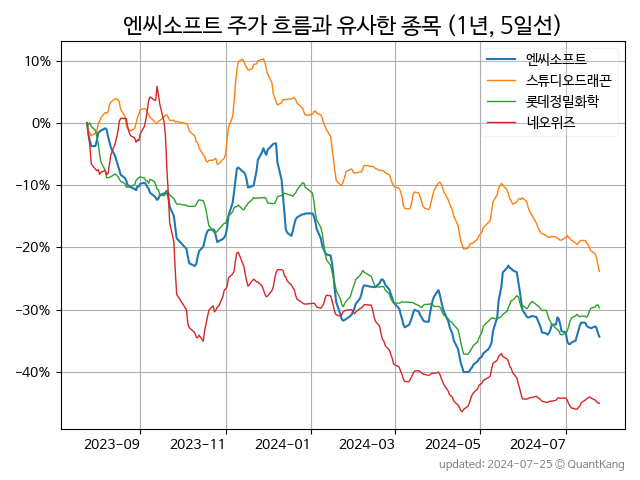 엔씨소프트 주가 흐름과 유사한 종목 (1년, 5일선)
엔씨소프트
스튜디오드래곤
롯데정밀화학
네오위즈
10%
0%
−10%
−20%
−30%
−40%
2023-09
2023-11
2024-01
2024-03
2024-05
2024-07
updated: 2024-07-25 © QuantKang